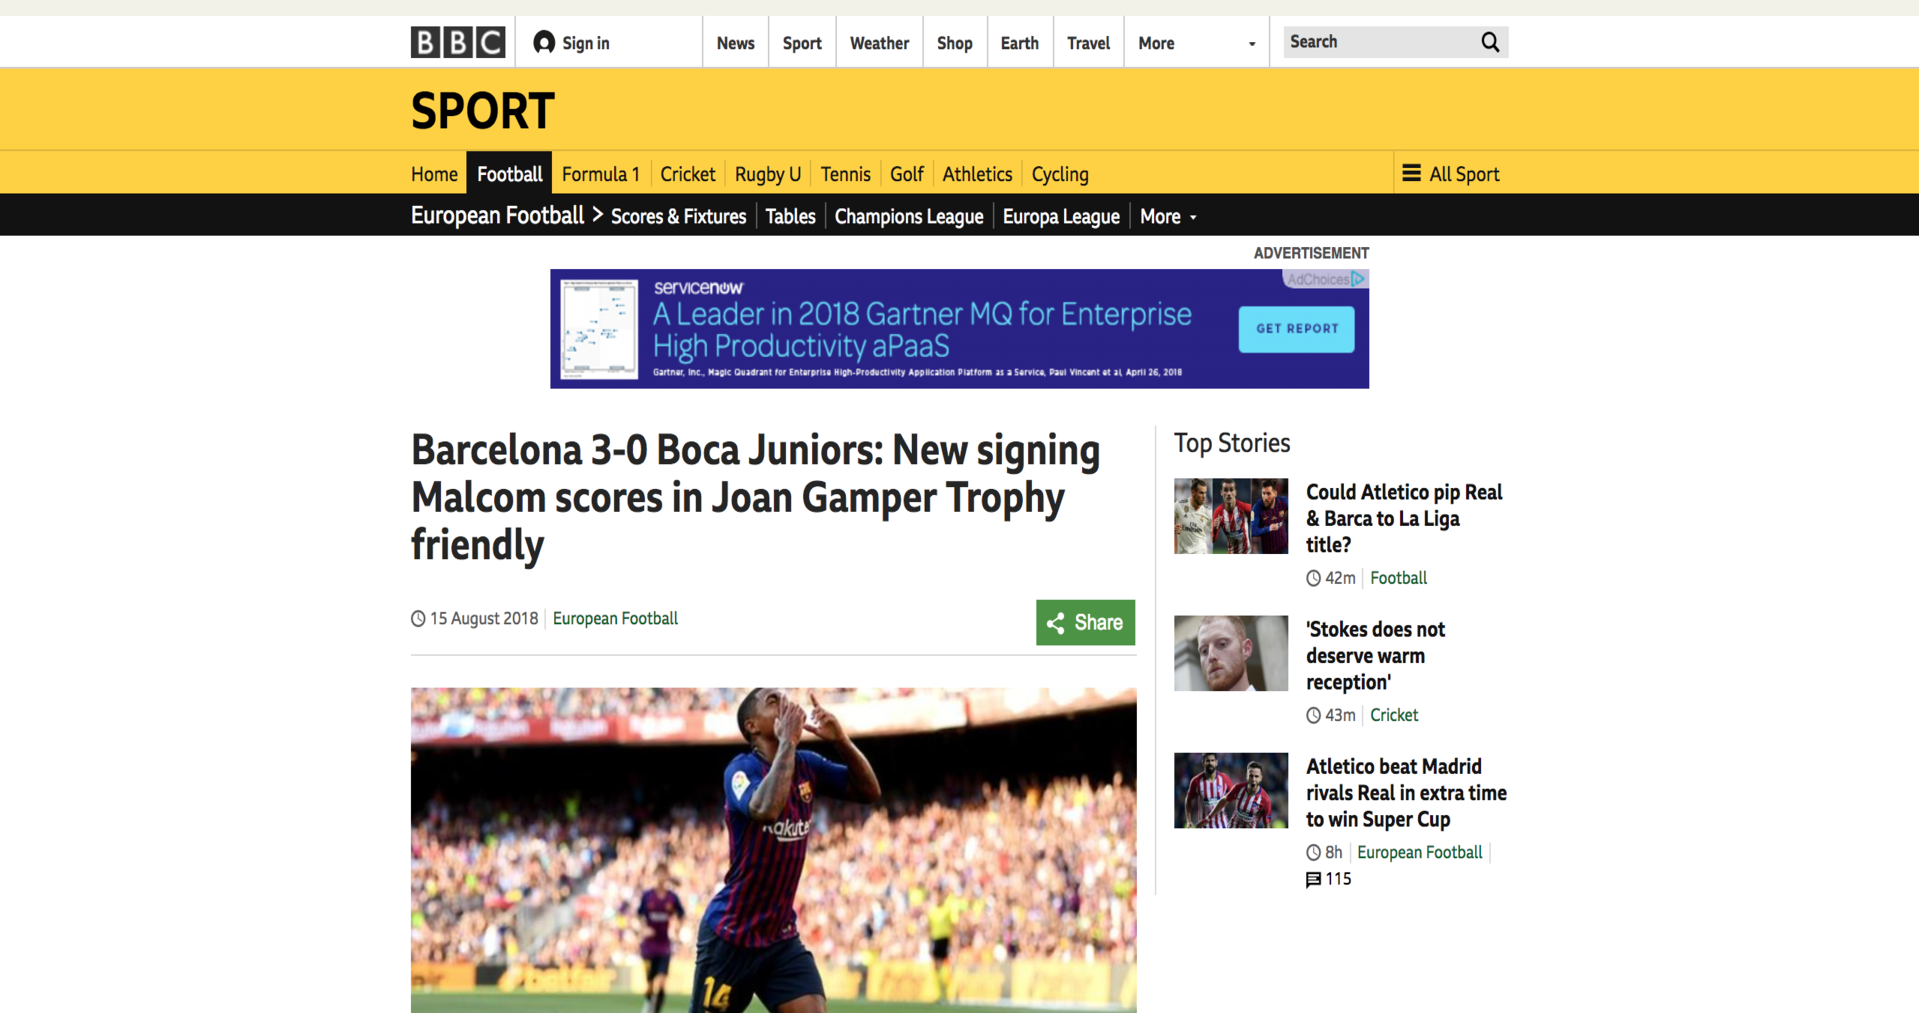 BBC
Sign in
News
Sport
Weather
Shop
Earth
Travel
More
Search
SPORT
Home
Football
Formula 1
Cricket
Rugby U
Tennis
Golf
Athletics
Cycling
All Sport
European Football
Scores & Fixtures
Tables
Champions League
Europa League
More
ADVERTISEMENT
AdChoices
servicenow
A Leader in 2018 Gartner MQ for Enterprise
High Productivity aPaaS
Gartner, Inc., Magic Quadrant for Enterprise High-Productivity Application Platform as a Service, Paul Vincent et al, April 26, 2018
GET REPORT
Barcelona 3-0 Boca Juniors: New signing
Malcom scores in Joan Gamper Trophy
friendly
15 August 2018
European Football
Share
Rakuten
14
Top Stories
Could Atletico pip Real
& Barca to La Liga
title?
42m
Football
'Stokes does not
deserve warm
reception'
43m
Cricket
Atletico beat Madrid
rivals Real in extra time
to win Super Cup
8h
European Football
115